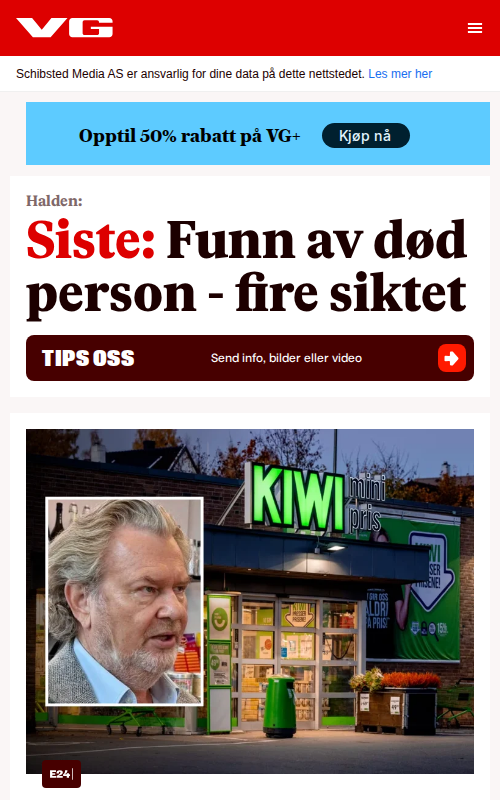 VG
Schibsted Media AS er ansvarlig for dine data på dette nettstedet. Les mer her
Opptil 50% rabatt på VG+ Kjøp nå
Halden:
Siste: Funn av død
person - fire siktet
TIPS OSS Send info, bilder eller video
KIWI mini
pris
E24